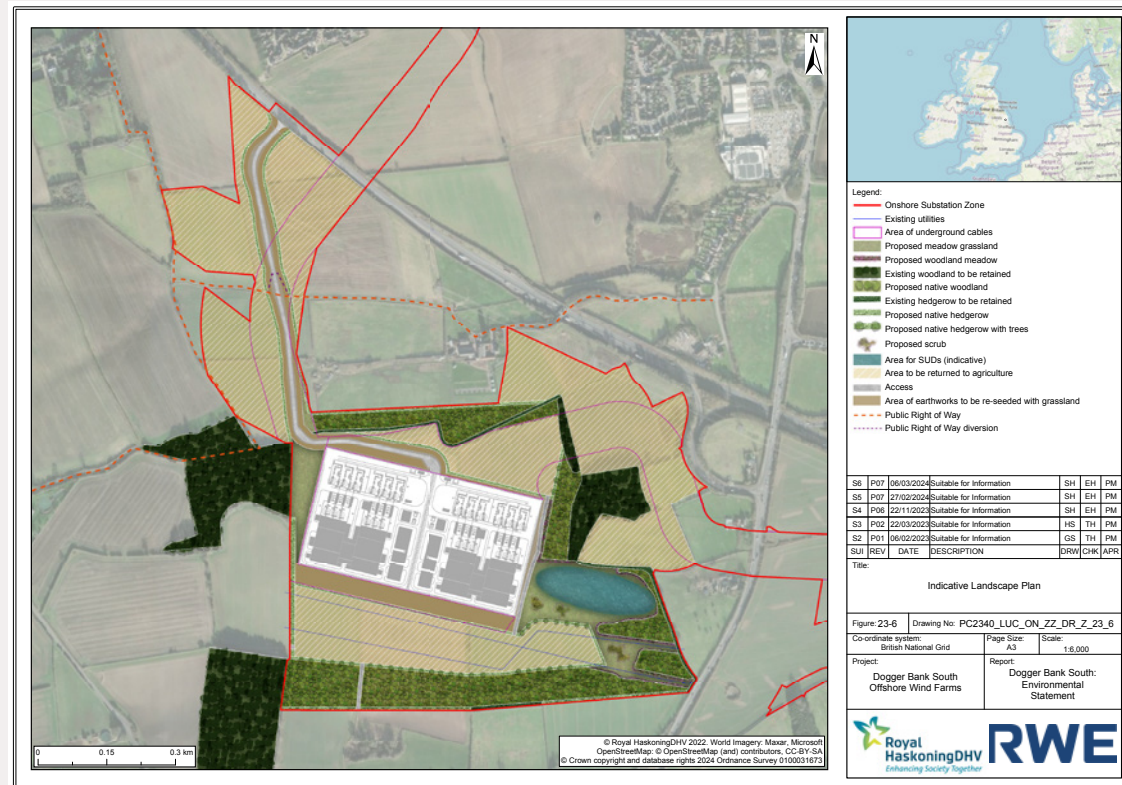 N
0
0.15
0.3 km
© Royal HaskoningDHV 2022. World Imagery: Maxar, Microsoft
OpenStreetMap: © OpenStreetMap (and) contributors, CC-BY-SA
© Crown copyright and database rights 2024 Ordnance Survey 0100031673
Legend:
Onshore Substation Zone
Existing utilities
Area of underground cables
Proposed meadow grassland
Proposed woodland meadow
Existing woodland to be retained
Proposed native woodland
Existing hedgerow to be retained
Proposed native hedgerow
Proposed native hedgerow with trees
Proposed scrub
Area for SUDs (indicative)
Area to be returned to agriculture
Access
Area of earthworks to be re-seeded with grassland
Public Right of Way
Public Right of Way diversion
S6 P07 06/03/2024 Suitable for Information SH EH PM
S5 P07 27/02/2024 Suitable for Information SH EH PM
S4 P06 22/11/2023 Suitable for Information SH EH PM
S3 P02 22/03/2023 Suitable for Information HS TH PM
S2 P01 06/02/2023 Suitable for Information GS TH PM
SUI REV DATE DESCRIPTION DRW CHK APR
Title:
Indicative Landscape Plan
Figure: 23-6 Drawing No: PC2340_LUC_ON_ZZ_DR_Z_23_6
Co-ordinate system: Page Size: Scale:
British National Grid A3 1:6,000
Project: Report:
Dogger Bank South Dogger Bank South:
Offshore Wind Farms Environmental
Statement
Royal
HaskoningDHV
Enhancing Society Together
RWE